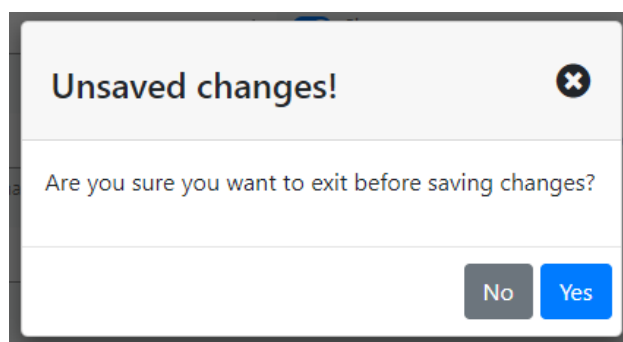 Unsaved changes!
Are you sure you want to exit before saving changes?
No Yes